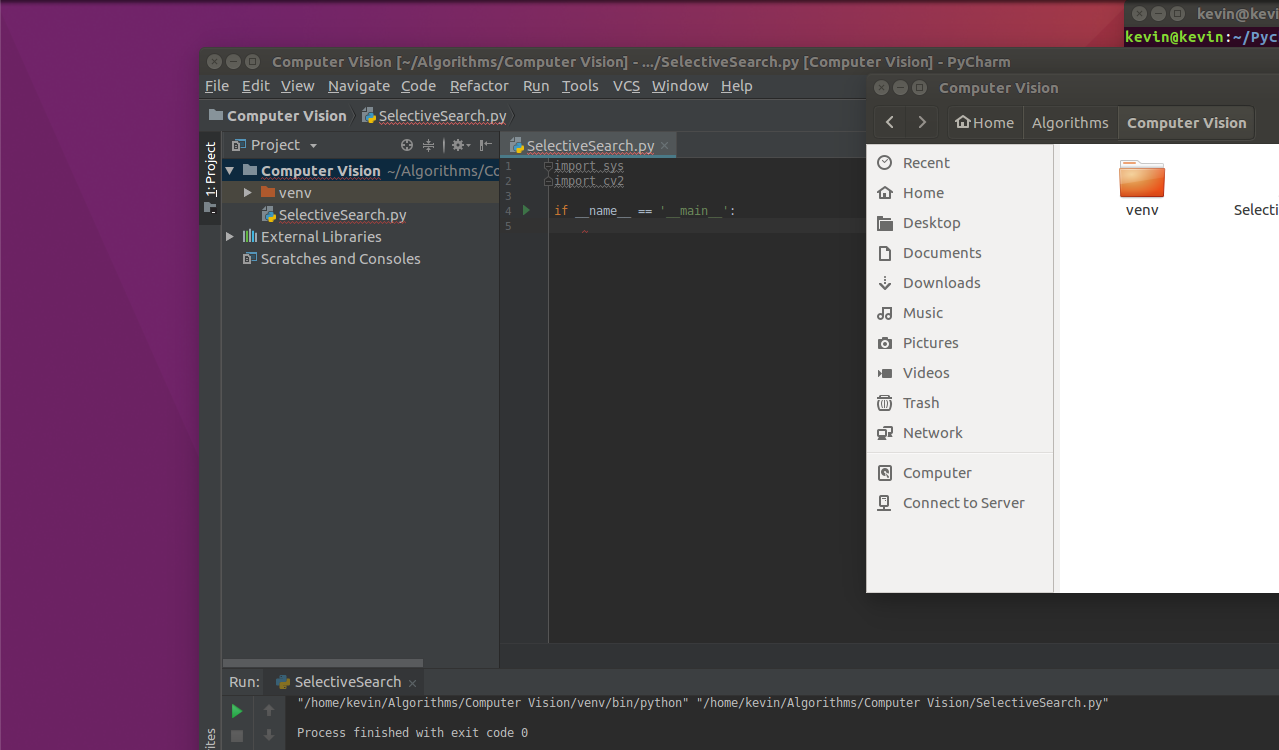 kevin@kevin
kevin@kevin:~/Pyc
Computer Vision [~/Algorithms/Computer Vision] - .../SelectiveSearch.py [Computer Vision] - PyCharm
File Edit View Navigate Code Refactor Run Tools VCS Window Help
Computer Vision SelectiveSearch.py
1: Project
Project
Computer Vision ~/Algorithms/Co
venv
SelectiveSearch.py
External Libraries
Scratches and Consoles
SelectiveSearch.py
1 import sys
2 import cv2
3
4 if __name__ == '__main__':
5
Computer Vision
Home Algorithms Computer Vision
Recent
Home
Desktop
Documents
Downloads
Music
Pictures
Videos
Trash
Network
Computer
Connect to Server
venv
Selecti
Run: SelectiveSearch
"/home/kevin/Algorithms/Computer Vision/venv/bin/python" "/home/kevin/Algorithms/Computer Vision/SelectiveSearch.py"
Process finished with exit code 0
ites